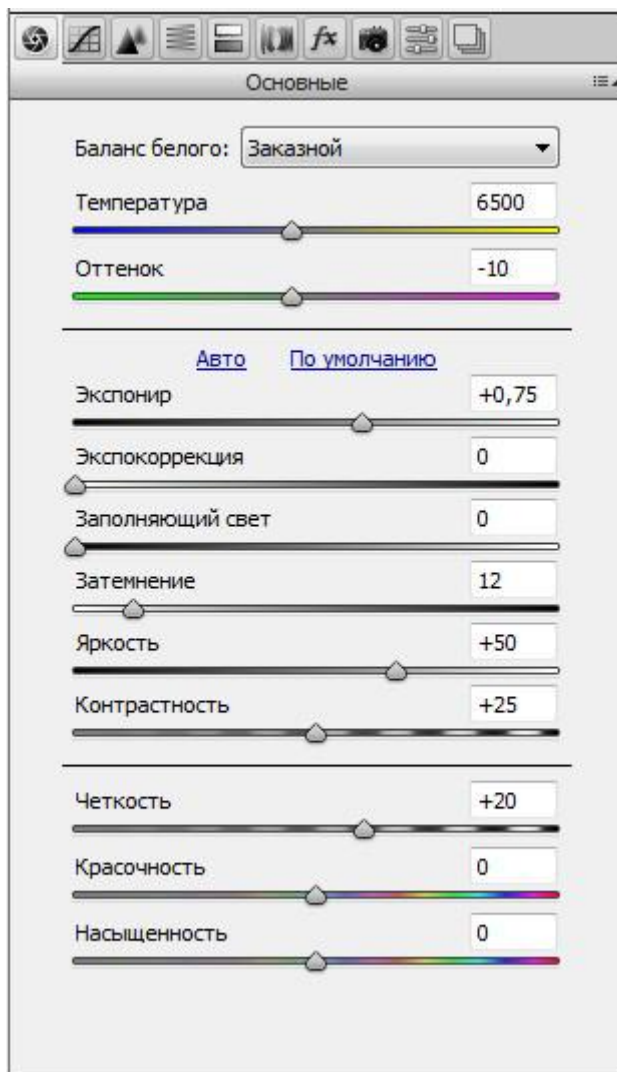 fx
Основные
Баланс белого: Заказной
Температура 6500
Оттенок -10
Авто По умолчанию
Экспонир +0,75
Экспокоррекция 0
Заполняющий свет 0
Затемнение 12
Яркость +50
Контрастность +25
Четкость +20
Красочность 0
Насыщенность 0